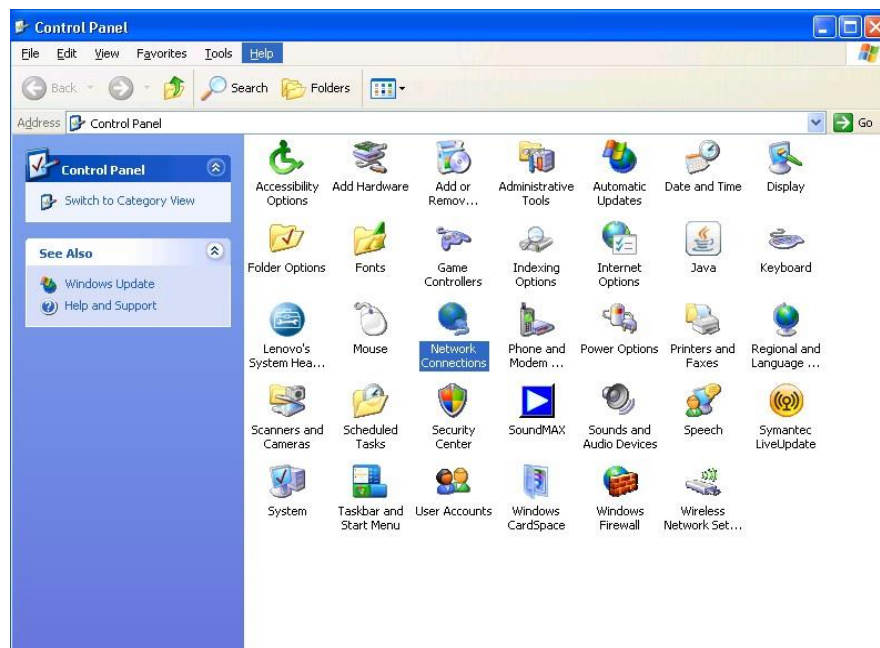 Control Panel
File Edit View Favorites Tools Help
Back Search Folders
Address Control Panel Go
Control Panel
Switch to Category View
See Also
Windows Update
Help and Support
Accessibility Options
Add Hardware
Add or Remov...
Administrative Tools
Automatic Updates
Date and Time
Display
Folder Options
Fonts
Game Controllers
Indexing Options
Internet Options
Java
Keyboard
Lenovo's System Hea...
Mouse
Network Connections
Phone and Modem ...
Power Options
Printers and Faxes
Regional and Language ...
Scanners and Cameras
Scheduled Tasks
Security Center
SoundMAX
Sounds and Audio Devices
Speech
Symantec LiveUpdate
System
Taskbar and Start Menu
User Accounts
Windows CardSpace
Windows Firewall
Wireless Network Set...